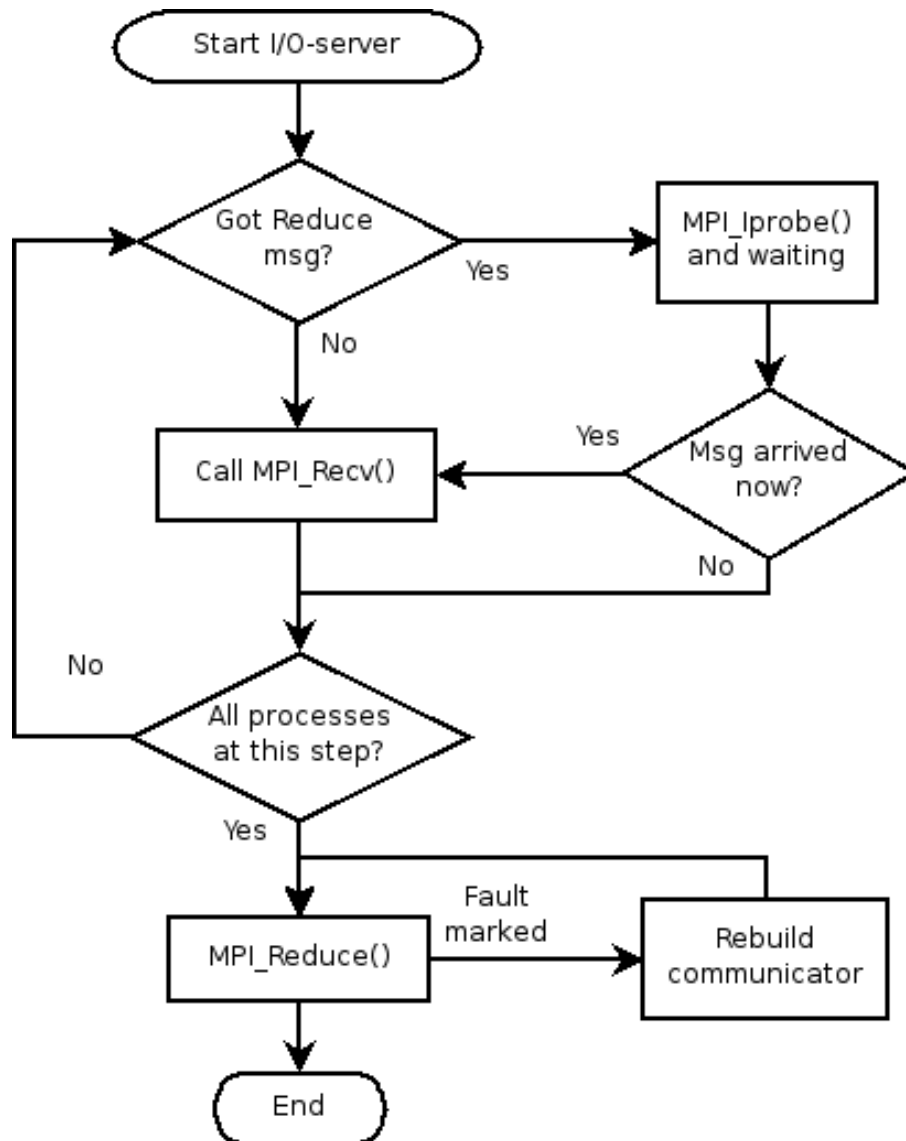 Start I/O-server
Got Reduce
msg?
Yes
MPI_Iprobe()
and waiting
No
Call MPI_Recv()
Yes
Msg arrived
now?
No
No
All processes
at this step?
Yes
MPI_Reduce()
Fault
marked
Rebuild
communicator
End